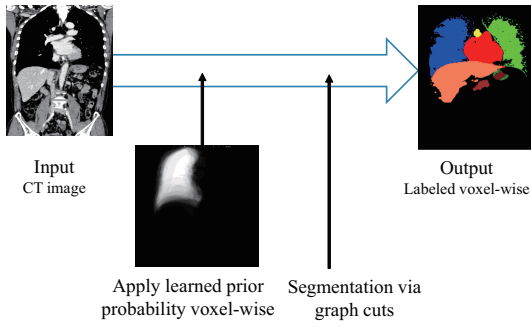 Input
CT image
Output
Labeled voxel-wise
Apply learned prior
probability voxel-wise
Segmentation via
graph cuts